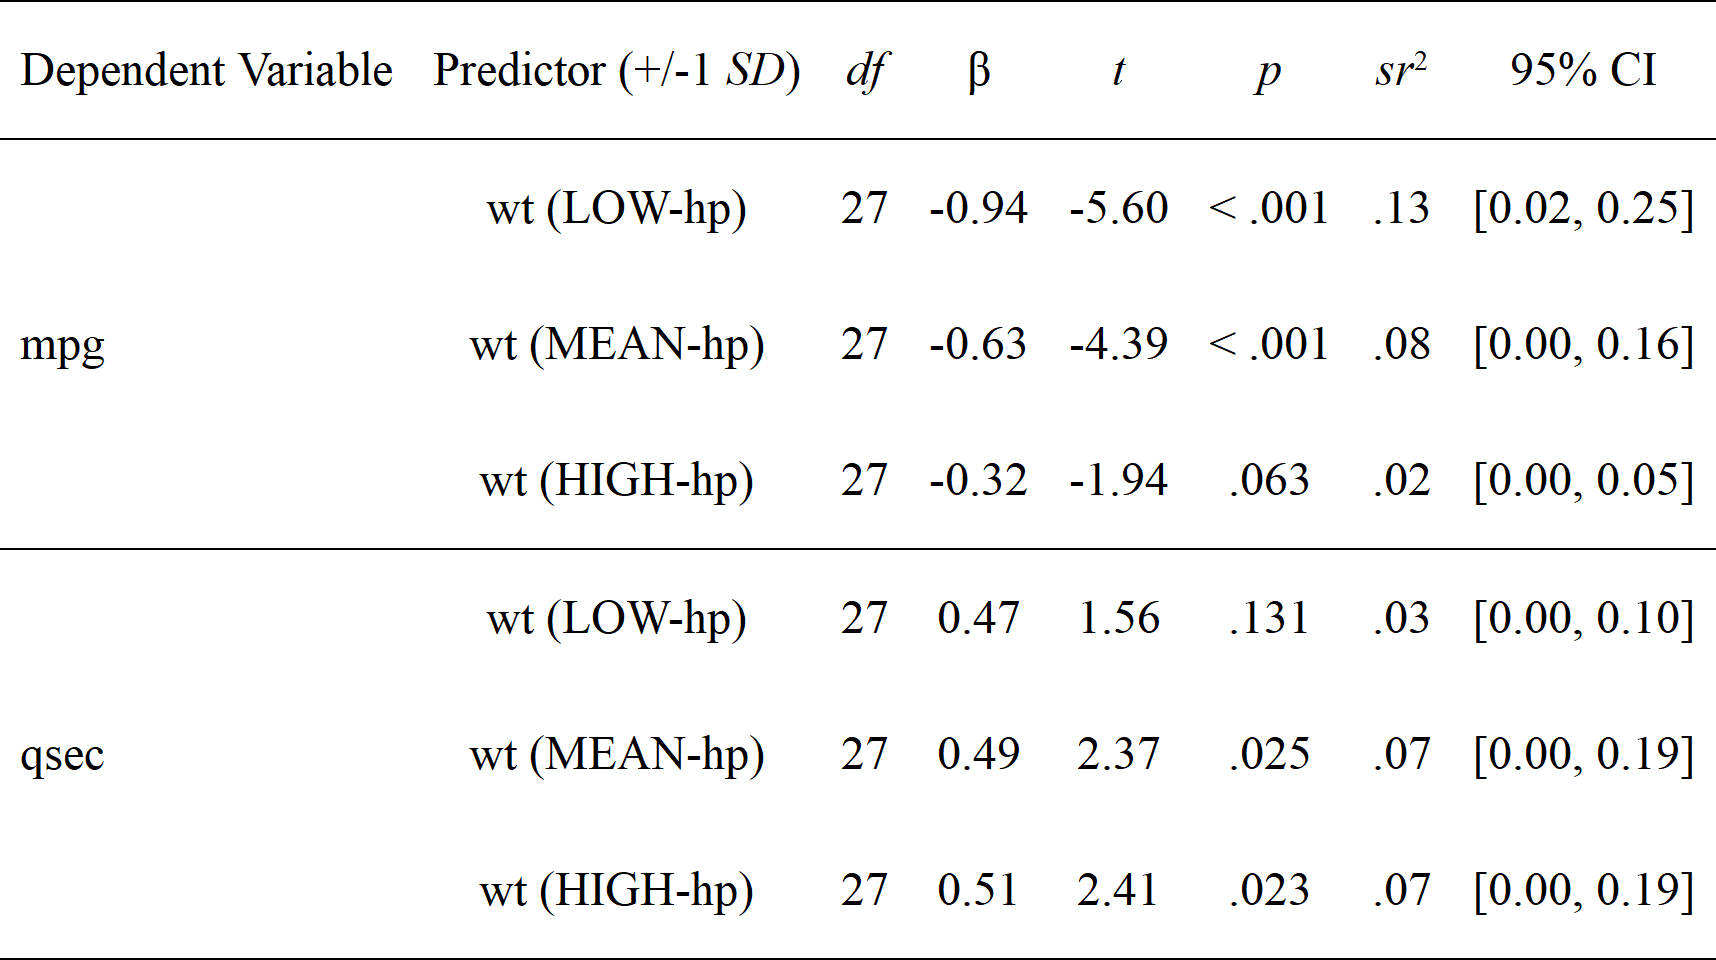 Dependent Variable Predictor (+/-1 SD) df β t p sr² 95% CI
wt (LOW-hp) 27 -0.94 -5.60 < .001 .13 [0.02, 0.25]
mpg wt (MEAN-hp) 27 -0.63 -4.39 < .001 .08 [0.00, 0.16]
wt (HIGH-hp) 27 -0.32 -1.94 .063 .02 [0.00, 0.05]
wt (LOW-hp) 27 0.47 1.56 .131 .03 [0.00, 0.10]
qsec wt (MEAN-hp) 27 0.49 2.37 .025 .07 [0.00, 0.19]
wt (HIGH-hp) 27 0.51 2.41 .023 .07 [0.00, 0.19]